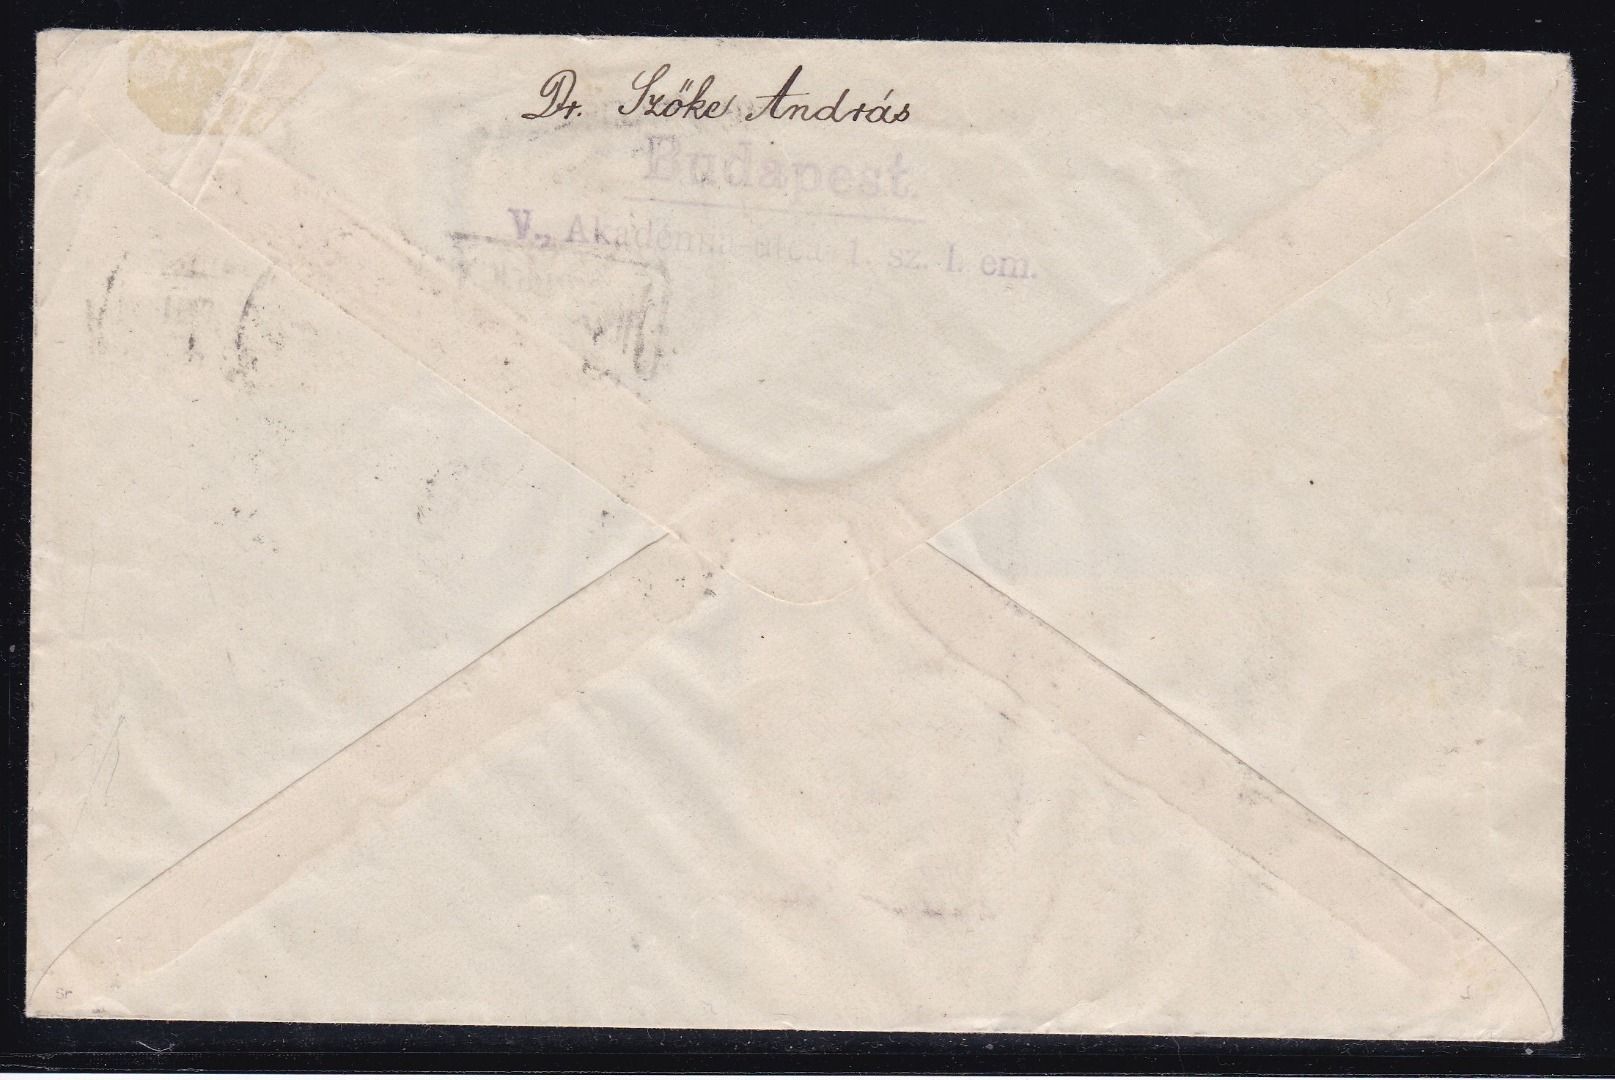 Dr. Szőke András
Budapest.
V., Akadémia-utca 1. sz. I. em.